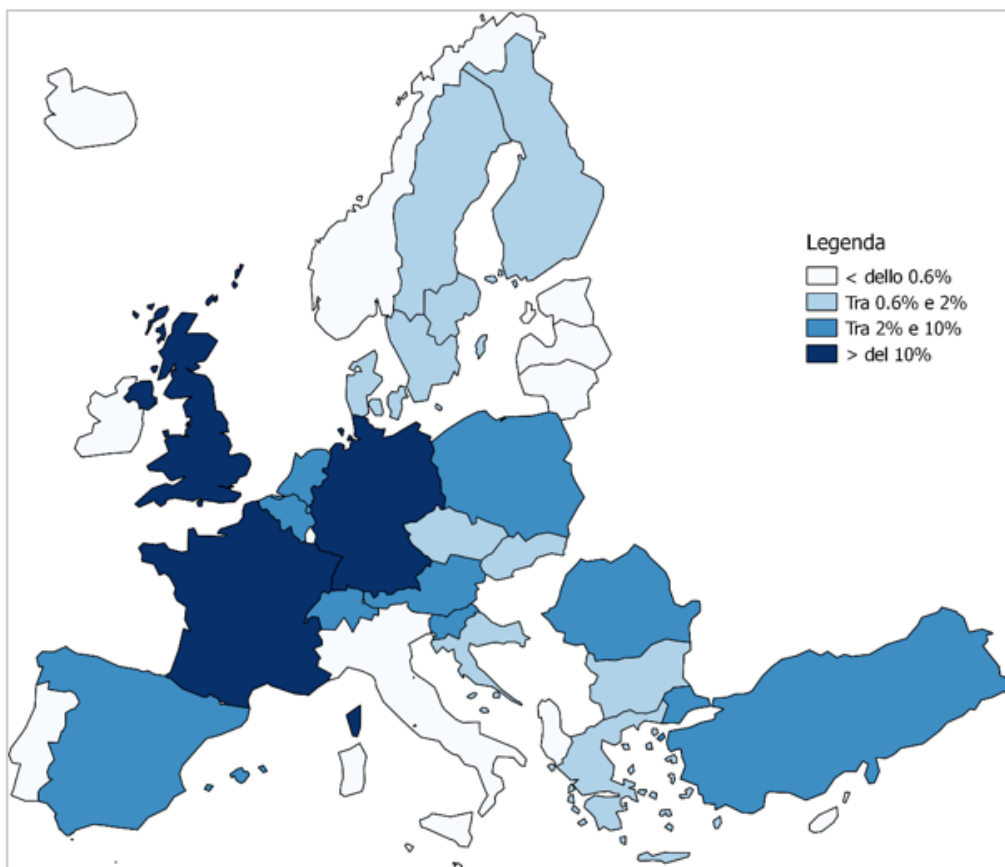 Legenda
< dello 0.6%
Tra 0.6% e 2%
Tra 2% e 10%
> del 10%